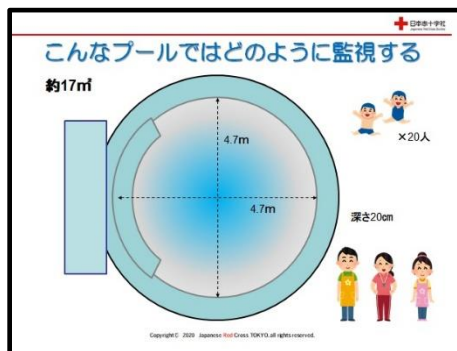 日本赤十字社
こんなプールではどのように監視する
約17㎡
4.7m
×20人
4.7m
深さ20㎝
Copyright© 2020 Japanese Red Cross TOKYO.all rights reserved.